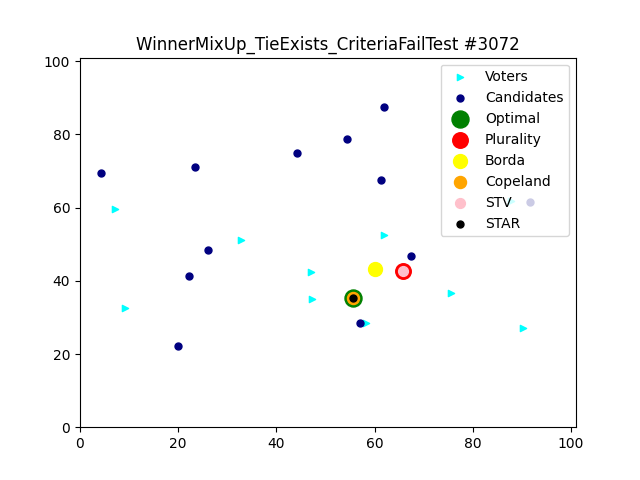 WinnerMixUp_TieExists_CriteriaFailTest #3072
100
80
60
40
20
0
0 20 40 60 80 100
Voters
Candidates
Optimal
Plurality
Borda
Copeland
STV
STAR